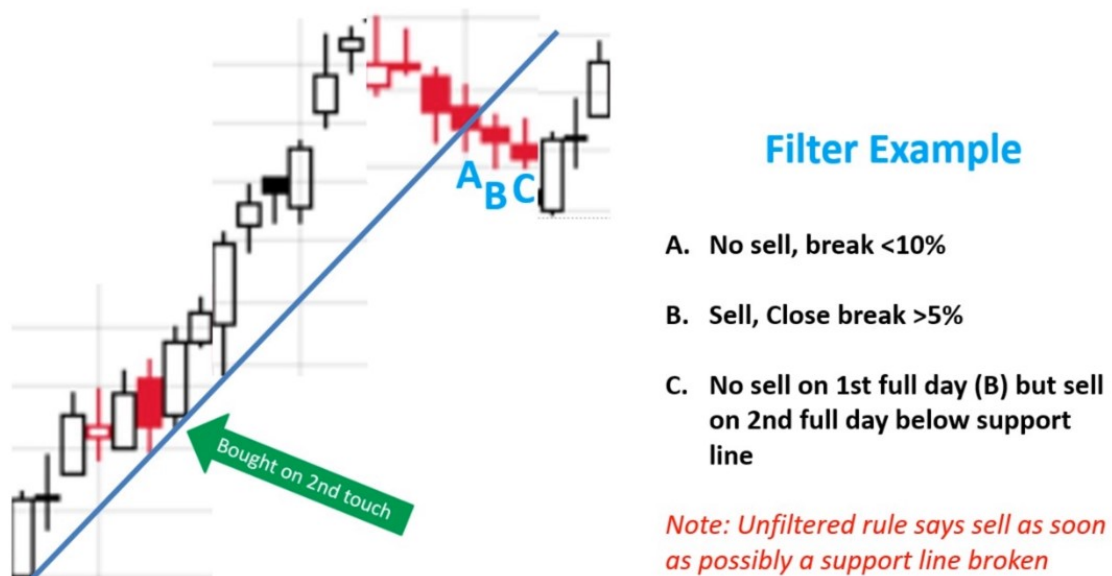 Filter Example
A B C
A. No sell, break <10%
B. Sell, Close break >5%
C. No sell on 1st full day (B) but sell
on 2nd full day below support
line
Bought on 2nd touch
Note: Unfiltered rule says sell as soon
as possibly a support line broken